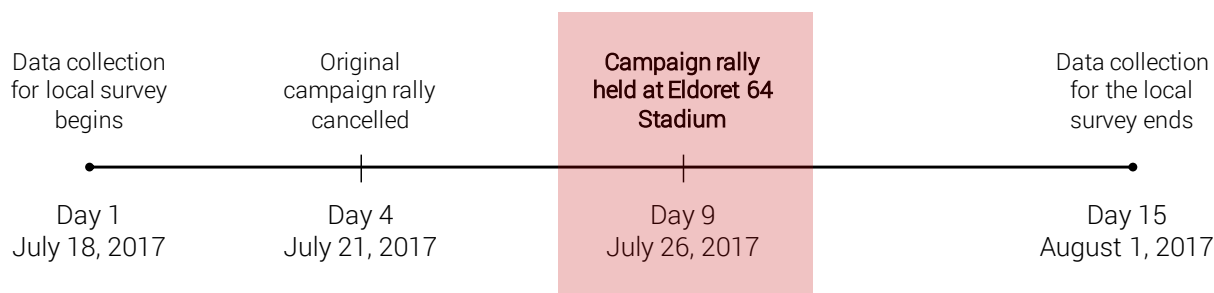 Data collection
for local survey
begins
Original
campaign rally
cancelled
Campaign rally
held at Eldoret 64
Stadium
Data collection
for the local
survey ends
Day 1
July 18, 2017
Day 4
July 21, 2017
Day 9
July 26, 2017
Day 15
August 1, 2017